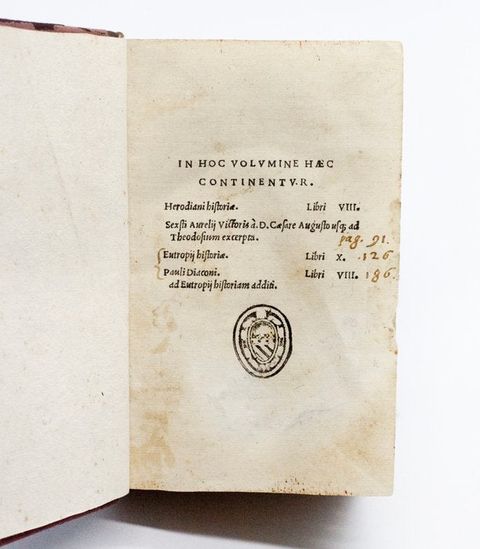 IN HOC VOLVMINE HÆC
CONTINENTVR.
Herodiani historiæ. Libri VIII.
Sexsti Aurelij Victoris à. D. Cæsare Augusto usq; ad
Theodosium excerpta. pag. 91.
Eutropij historiæ. Libri X. 126
Pauli Diaconi. Libri VIII. 186.
ad Eutropij historiam additi.